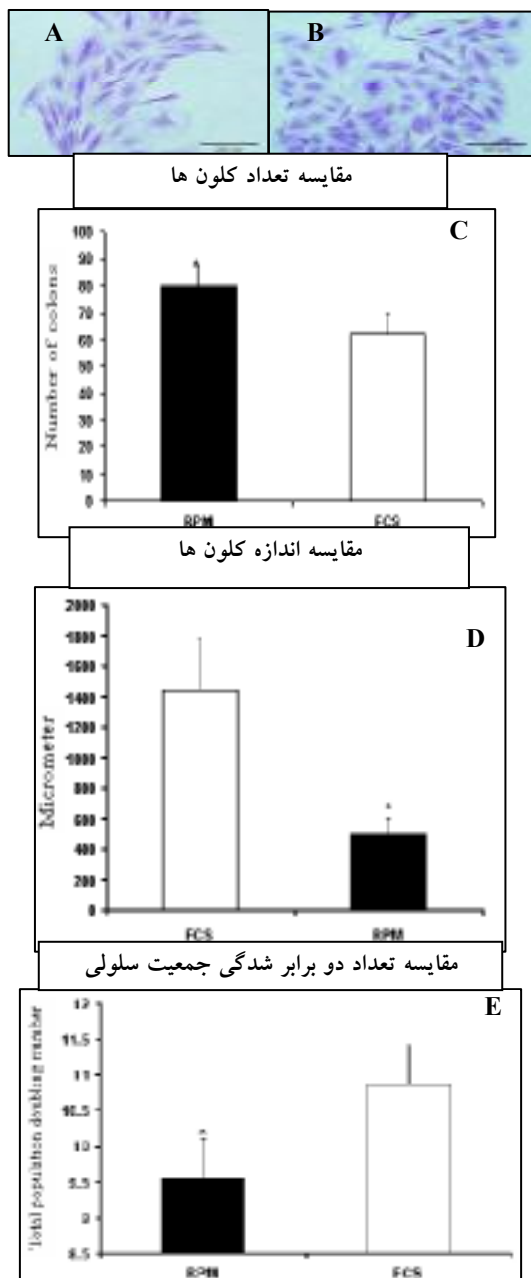 A B
مقایسه تعداد کلون ها
C
100
90
80
70
60
50
40
30
20
10
0
Number of colons
*
RPMI FCS
مقایسه اندازه کلون ها
D
2000
1800
1600
1400
1200
1000
800
600
400
200
0
Micrometer
*
FCS RPMI
مقایسه تعداد دو برابر شدگی جمعیت سلولی
E
12
11.5
11
10.5
10
9.5
9
8.5
Total population doubling number
*
RPMI FCS